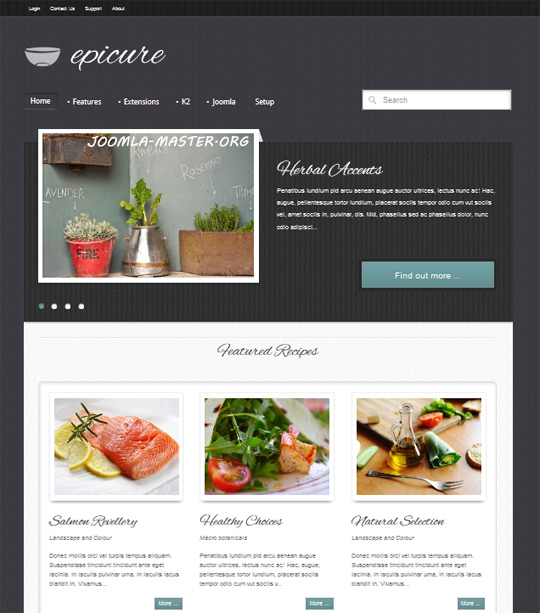 Login Contact Us Support About
epicure
Home Features Extensions K2 Joomla Setup
Search
JOOMLA-MASTER.ORG
RHUBARB
ROSEMARY
LAVENDER
THYME
FIRE
Herbal Accents
Penatibus lundium pid arcu aenean augue auctor ultrices, lectus nunc ac! Hac,
augue, pellentesque tortor lundium, placerat sociis tempor odio cum vut sociis
vel, amet sociis in, pulvinar, dis. Mid, phasellus sed ac phasellus dolor, nunc
odio adipisci...
Find out more ...
Featured Recipes
Salmon Revellery
Landscape and Colour
Donec mollis orci vel turpis tempus aliquam.
Suspendisse tincidunt tincidunt ante eget
lacinia. In iaculis pulvinar urna, in iaculis lacus
blandit in. Vivamus...
More ...
Healthy Choices
Macro botanicals
Penatibus lundium pid arcu aenean augue
auctor ultrices, lectus nunc ac! Hac, augue,
pellentesque tortor lundium, placerat sociis
tempor odio cum vut sociis v...
More ...
Natural Selection
Landscape and Colour
Donec mollis orci vel turpis tempus aliquam.
Suspendisse tincidunt tincidunt ante eget
lacinia. In iaculis pulvinar urna, in iaculis lacus
blandit in. Vivamus...
More ...